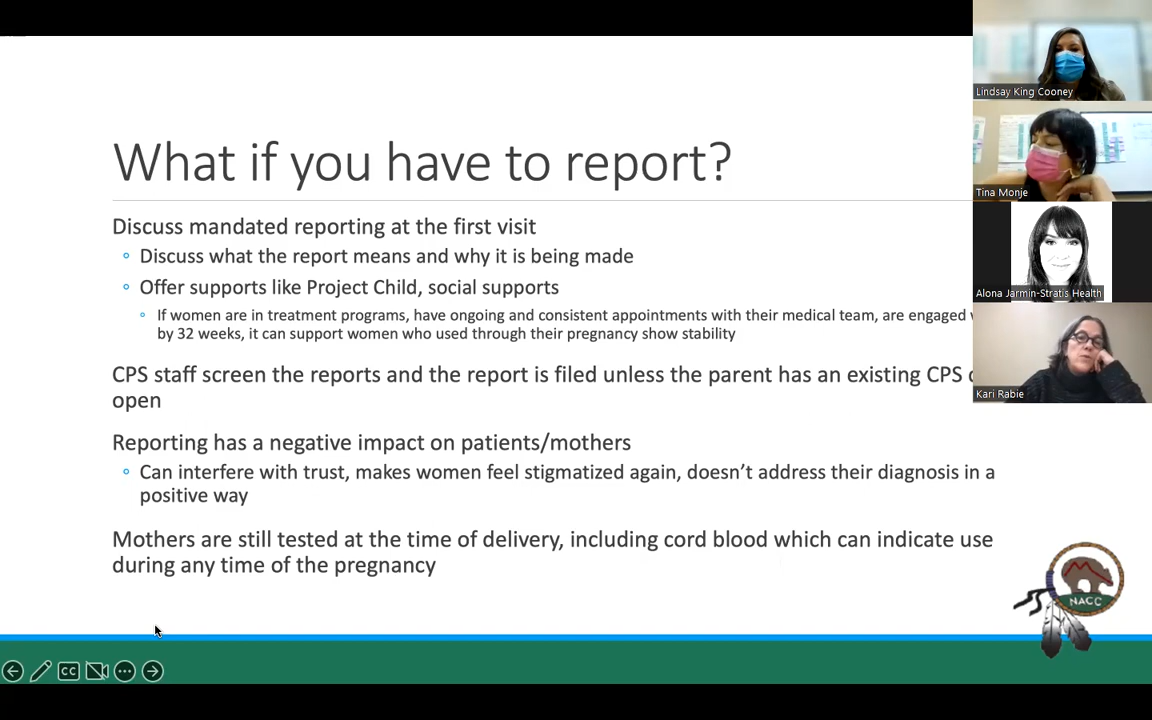 What if you have to report?
Discuss mandated reporting at the first visit
Discuss what the report means and why it is being made
Offer supports like Project Child, social supports
If women are in treatment programs, have ongoing and consistent appointments with their medical team, are engaged
by 32 weeks, it can support women who used through their pregnancy show stability
CPS staff screen the reports and the report is filed unless the parent has an existing CPS
open
Reporting has a negative impact on patients/mothers
Can interfere with trust, makes women feel stigmatized again, doesn’t address their diagnosis in a
positive way
Mothers are still tested at the time of delivery, including cord blood which can indicate use
during any time of the pregnancy
NACC
CC
Lindsay King Cooney
Tina Monje
Alona Jarmin-Stratis Health
Kari Rabie